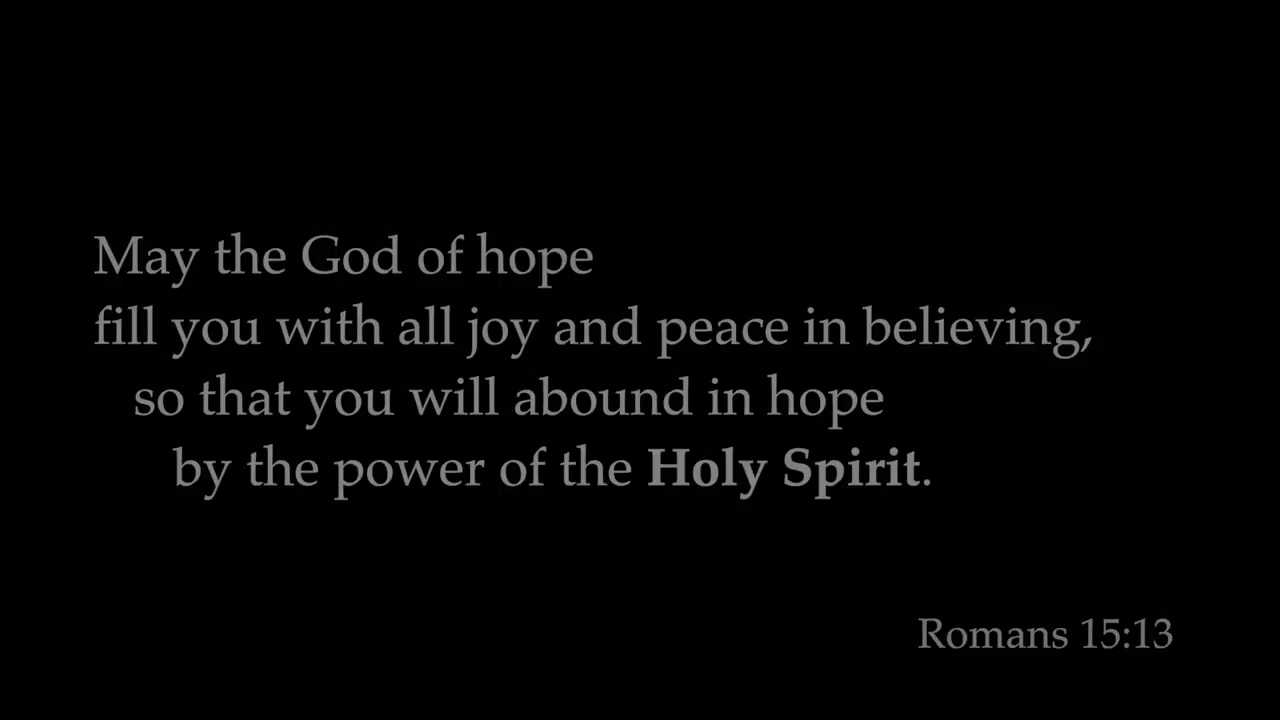 May the God of hope
fill you with all joy and peace in believing,
so that you will abound in hope
by the power of the Holy Spirit.
Romans 15:13